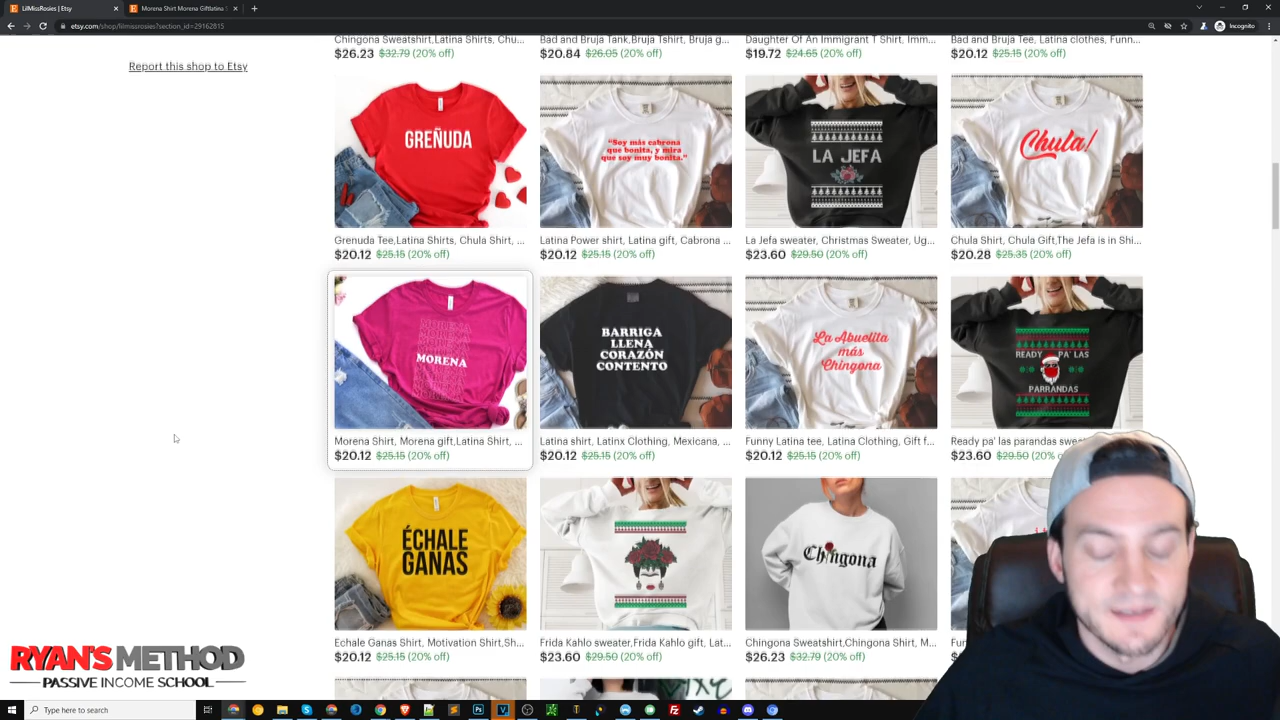 LilMissRosies | Etsy
Morena Shirt Morena Gift
etsy.com/shop/lilmissrosies?section_id=29162815
Incognito
Report this shop to Etsy
Chingona Sweatshirt,Latina Shirts, Chu...
$26.23 $32.79 (20% off)
Bad and Bruja Tank,Bruja Tshirt, Bruja g...
$20.84 $26.05 (20% off)
Daughter Of An Immigrant T Shirt, Imm...
$19.72 $24.65 (20% off)
Bad and Bruja Tee, Latina clothes, Funn...
$20.12 $25.15 (20% off)
GREÑUDA
"Soy más cabrona
que bonita, y mira
que soy muy bonita."
LA JEFA
Chula!
Grenuda Tee,Latina Shirts, Chula Shirt, ...
$20.12 $25.15 (20% off)
Latina Power shirt, Latina gift, Cabrona ...
$20.12 $25.15 (20% off)
La Jefa sweater, Christmas Sweater, Ug...
$23.60 $29.50 (20% off)
Chula Shirt, Chula Gift,The Jefa is in Shi...
$20.28 $25.35 (20% off)
MORENA
MORENA
MORENA
MORENA
BARRIGA
LLENA
CORAZÓN
CONTENTO
La Abuelita
más
Chingona
READY PA' LAS
PARRANDAS
Morena Shirt, Morena gift,Latina Shirt, ...
$20.12 $25.15 (20% off)
Latina shirt, Latinx Clothing, Mexicana, ...
$20.12 $25.15 (20% off)
Funny Latina tee, Latina Clothing, Gift f...
$20.12 $25.15 (20% off)
Ready pa' las parandas
$23.60 $29.50 (20% off)
ÉCHALE
GANAS
Chingona
Echale Ganas Shirt, Motivation Shirt,Sh...
$20.12 $25.15 (20% off)
Frida Kahlo sweater,Frida Kahlo gift, Lat...
$23.60 $29.50 (20% off)
Chingona Sweatshirt,Chingona Shirt, M...
$26.23 $32.79 (20% off)
$20.12
RYAN'S METHOD
PASSIVE INCOME SCHOOL
Type here to search